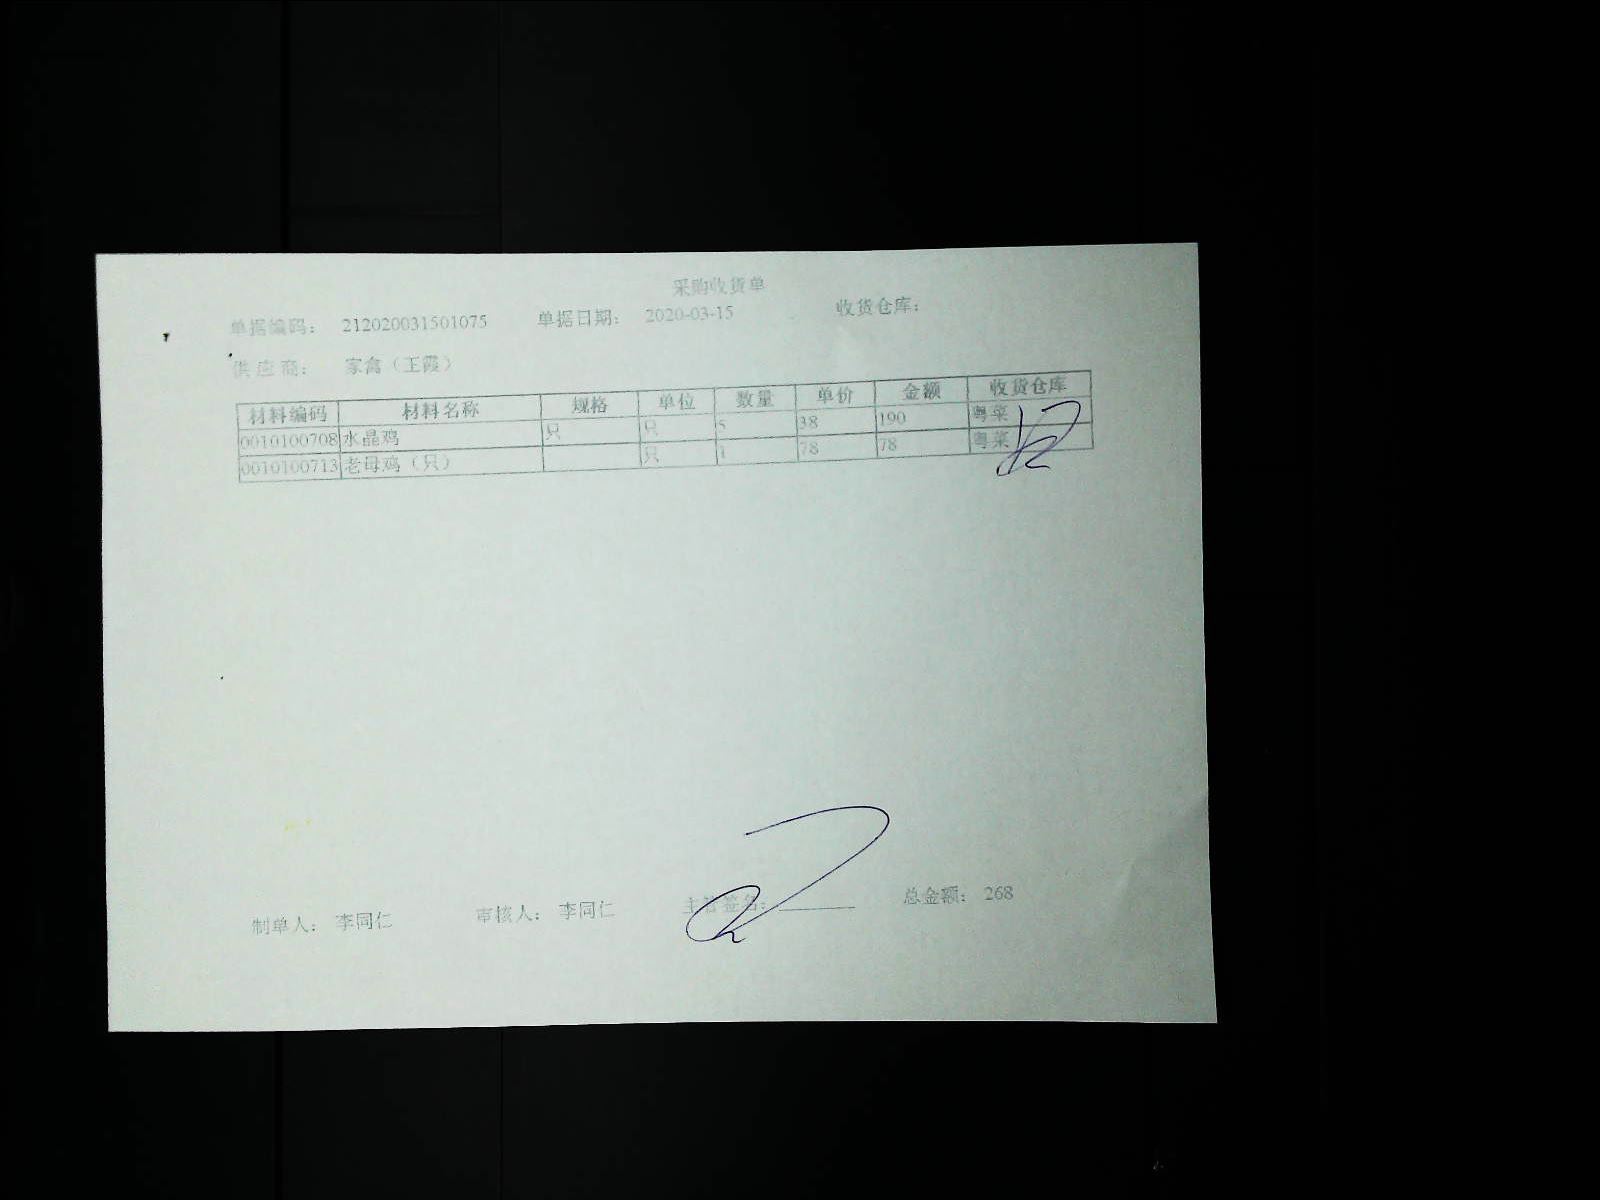 采购收货单
单据编码： 212020031501075 单据日期： 2020-03-15 收货仓库：
供应商： 家禽（王霞）
材料编码 材料名称 规格 单位 数量 单价 金额 收货仓库
0010100708 水晶鸡 只 只 5 38 190 粤菜
0010100713 老母鸡（只） 只 1 78 78 粤菜
制单人： 李同仁 审核人： 李同仁 主管签名： 总金额： 268